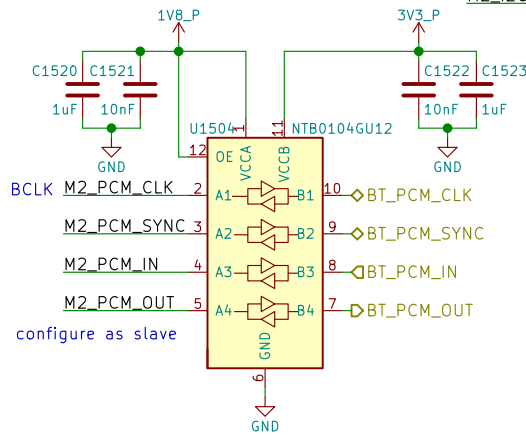 1V8_P
3V3_P
C1520
C1521
C1522
C1523
1uF
10nF
10nF
1uF
GND
GND
U1504
NTB0104GU12
1
11
12
OE
VCCA
VCCB
BCLK
M2_PCM_CLK
2
A1
B1
10
BT_PCM_CLK
M2_PCM_SYNC
3
A2
B2
9
BT_PCM_SYNC
M2_PCM_IN
4
A3
B3
8
BT_PCM_IN
M2_PCM_OUT
5
A4
B4
7
BT_PCM_OUT
configure as slave
GND
6
GND